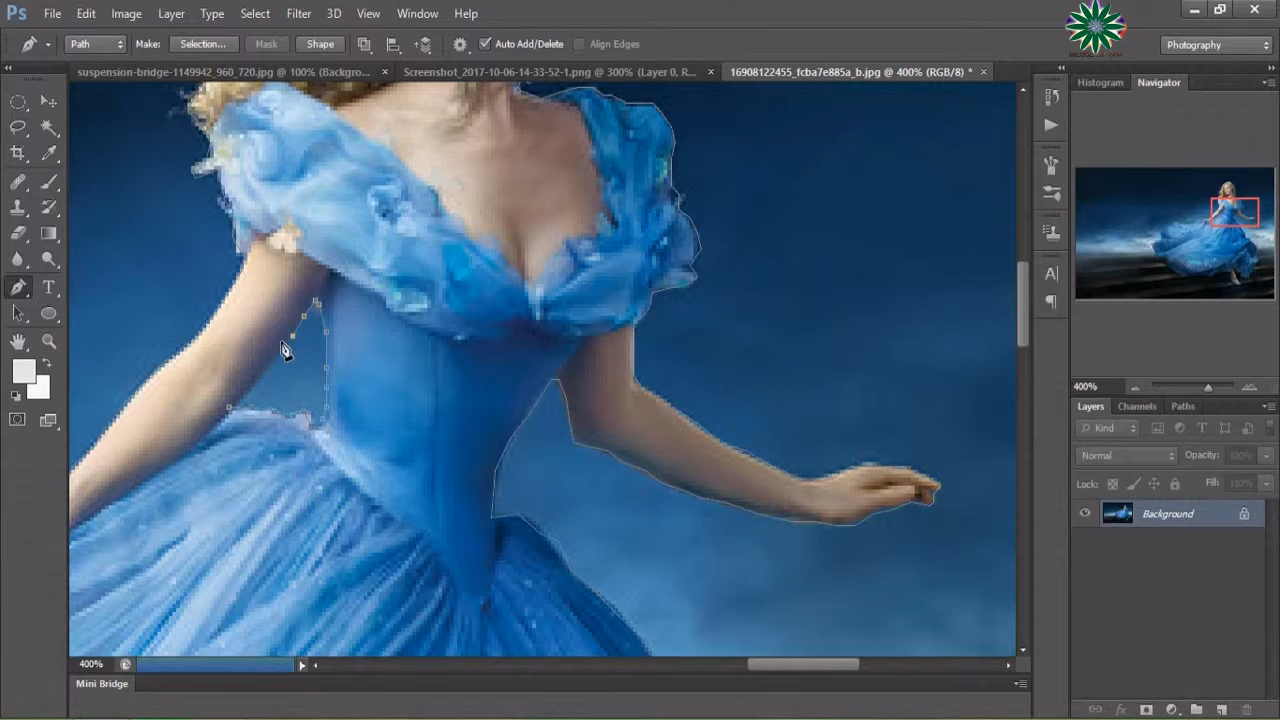 Ps File Edit Image Layer Type Select Filter 3D View Window Help
Path Make: Selection... Mask Shape Auto Add/Delete Align Edges Photography
suspension-bridge-1149942_960_720.jpg @ 100% (Backgro... × Screenshot_2017-10-06-14-33-52-1.png @ 300% (Layer 0, R... × 16908122455_fcba7e885a_b.jpg @ 400% (RGB/8) * ×
Histogram Navigator
400%
Layers Channels Paths
Kind
Normal Opacity: 100%
Lock: Fill: 100%
Background
400%
Mini Bridge